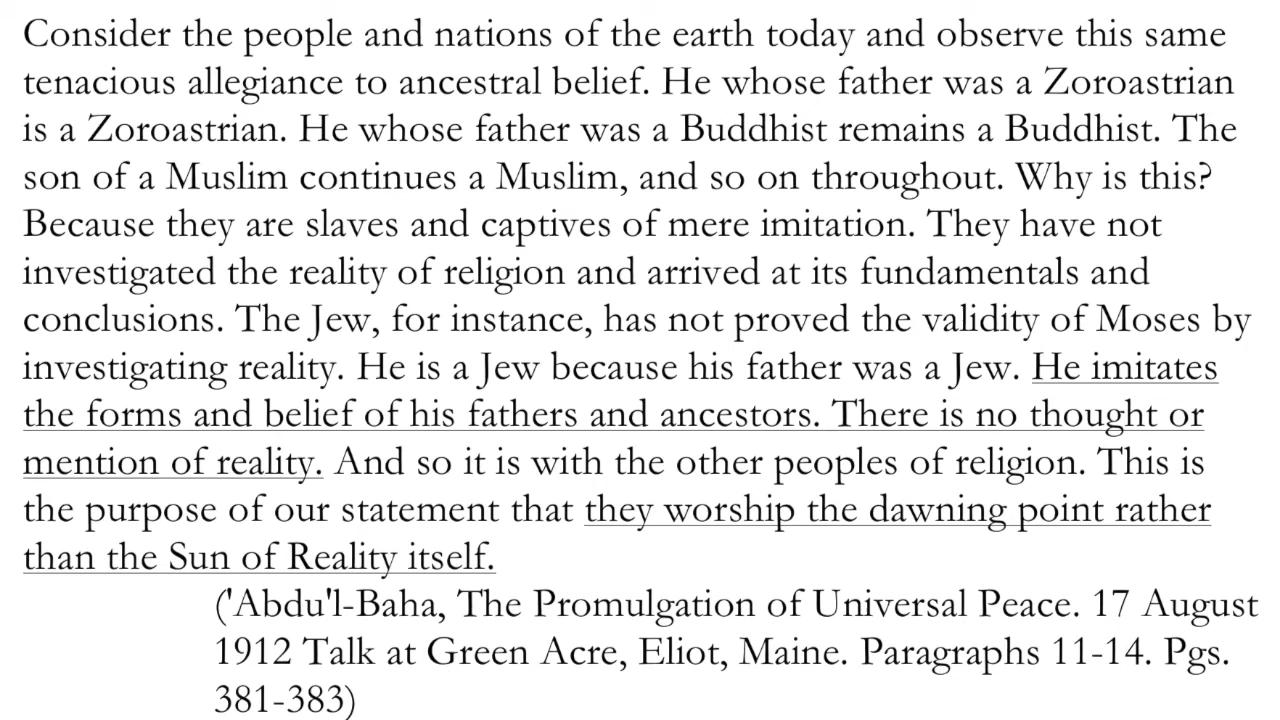 Consider the people and nations of the earth today and observe this same
tenacious allegiance to ancestral belief. He whose father was a Zoroastrian
is a Zoroastrian. He whose father was a Buddhist remains a Buddhist. The
son of a Muslim continues a Muslim, and so on throughout. Why is this?
Because they are slaves and captives of mere imitation. They have not
investigated the reality of religion and arrived at its fundamentals and
conclusions. The Jew, for instance, has not proved the validity of Moses by
investigating reality. He is a Jew because his father was a Jew. He imitates
the forms and belief of his fathers and ancestors. There is no thought or
mention of reality. And so it is with the other peoples of religion. This is
the purpose of our statement that they worship the dawning point rather
than the Sun of Reality itself.
('Abdu'l-Baha, The Promulgation of Universal Peace. 17 August
1912 Talk at Green Acre, Eliot, Maine. Paragraphs 11-14. Pgs.
381-383)